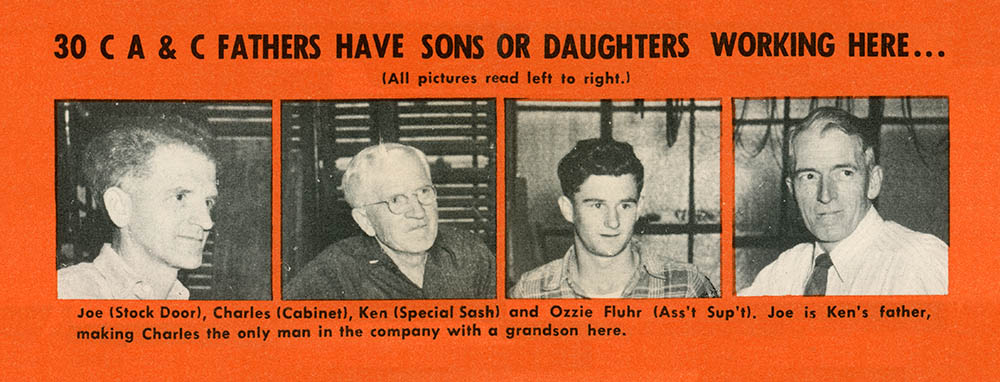 30 C A & C FATHERS HAVE SONS OR DAUGHTERS WORKING HERE...
(All pictures read left to right.)
Joe (Stock Door), Charles (Cabinet), Ken (Special Sash) and Ozzie Fluhr (Ass't Sup't). Joe is Ken's father,
making Charles the only man in the company with a grandson here.